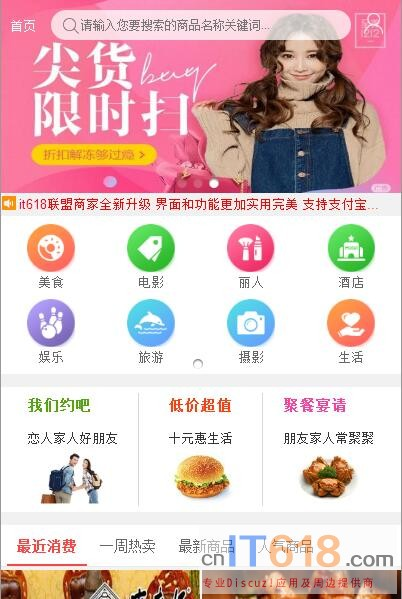 首页 请输入您要搜索的商品名称关键词...
尖货
buy
限时扫
折扣解冻够过瘾 >
it618联盟商家全新升级 界面和功能更加实用完美 支持支付宝...
美食 电影 丽人 酒店
娱乐 旅游 摄影 生活
我们约吧 低价超值 聚餐宴请
恋人家人好朋友 十元惠生活 朋友家人常聚聚
最近消费 一周热卖 最新商品 人气商品
cnIT618.com
专业Discuz!应用及周边提供商